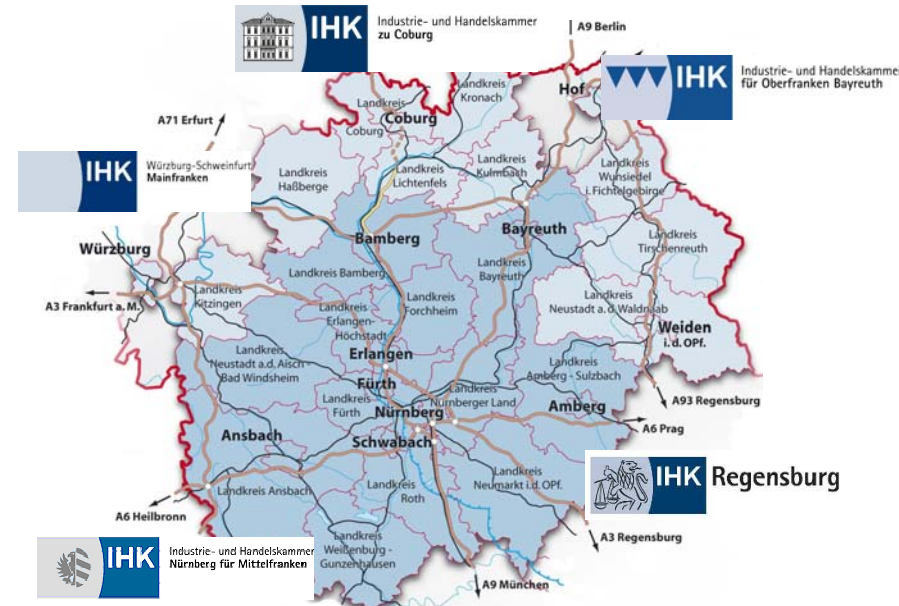 IHK
Industrie- und Handelskammer
zu Coburg
A9 Berlin
IHK
Industrie- und Handelskammer
für Oberfranken Bayreuth
Hof
Landkreis
Kronach
Landkreis
Coburg
Coburg
A71 Erfurt
IHK
Würzburg-Schweinfurt
Mainfranken
Landkreis
Haßberge
Landkreis
Lichtenfels
Landkreis
Kulmbach
Landkreis
Wunsiedel
i. Fichtelgebirge
Würzburg
Bamberg
Bayreuth
Landkreis
Tirschenreuth
Landkreis Bamberg
Landkreis
Bayreuth
A3 Frankfurt a. M.
Landkreis
Kitzingen
Landkreis
Erlangen-
Höchstadt
Landkreis
Forchheim
Landkreis
Neustadt a. d. Waldnaab
Weiden
i. d. OPf.
Landkreis
Neustadt a.d. Aisch -
Bad Windsheim
Erlangen
Fürth
Landkreis
Amberg - Sulzbach
Landkreis
Fürth
Nürnberg
Landkreis
Nürnberger Land
Amberg
A93 Regensburg
A6 Prag
Ansbach
Schwabach
IHK Regensburg
Landkreis Ansbach
Landkreis
Roth
Landkreis
Neumarkt i.d. OPf.
A6 Heilbronn
A3 Regensburg
IHK
Industrie- und Handelskammer
Nürnberg für Mittelfranken
Landkreis
Weißenburg -
Gunzenhausen
A9 München